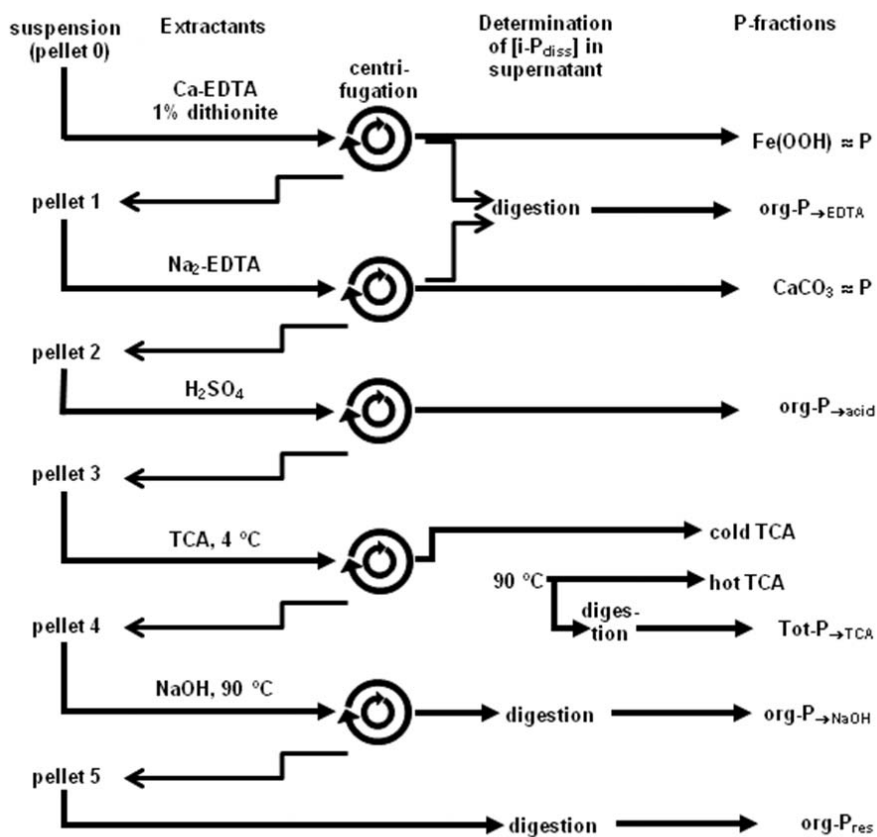 suspension
(pellet 0)
Extractants
Determination
of [i-P_diss] in
supernatant
P-fractions
Ca-EDTA
1% dithionite
centri-
fugation
Fe(OOH) ≈ P
pellet 1
digestion
org-P→EDTA
Na₂-EDTA
CaCO₃ ≈ P
pellet 2
H₂SO₄
org-P→acid
pellet 3
TCA, 4 °C
cold TCA
90 °C
hot TCA
diges-
tion
Tot-P→TCA
pellet 4
NaOH, 90 °C
digestion
org-P→NaOH
pellet 5
digestion
org-P_res